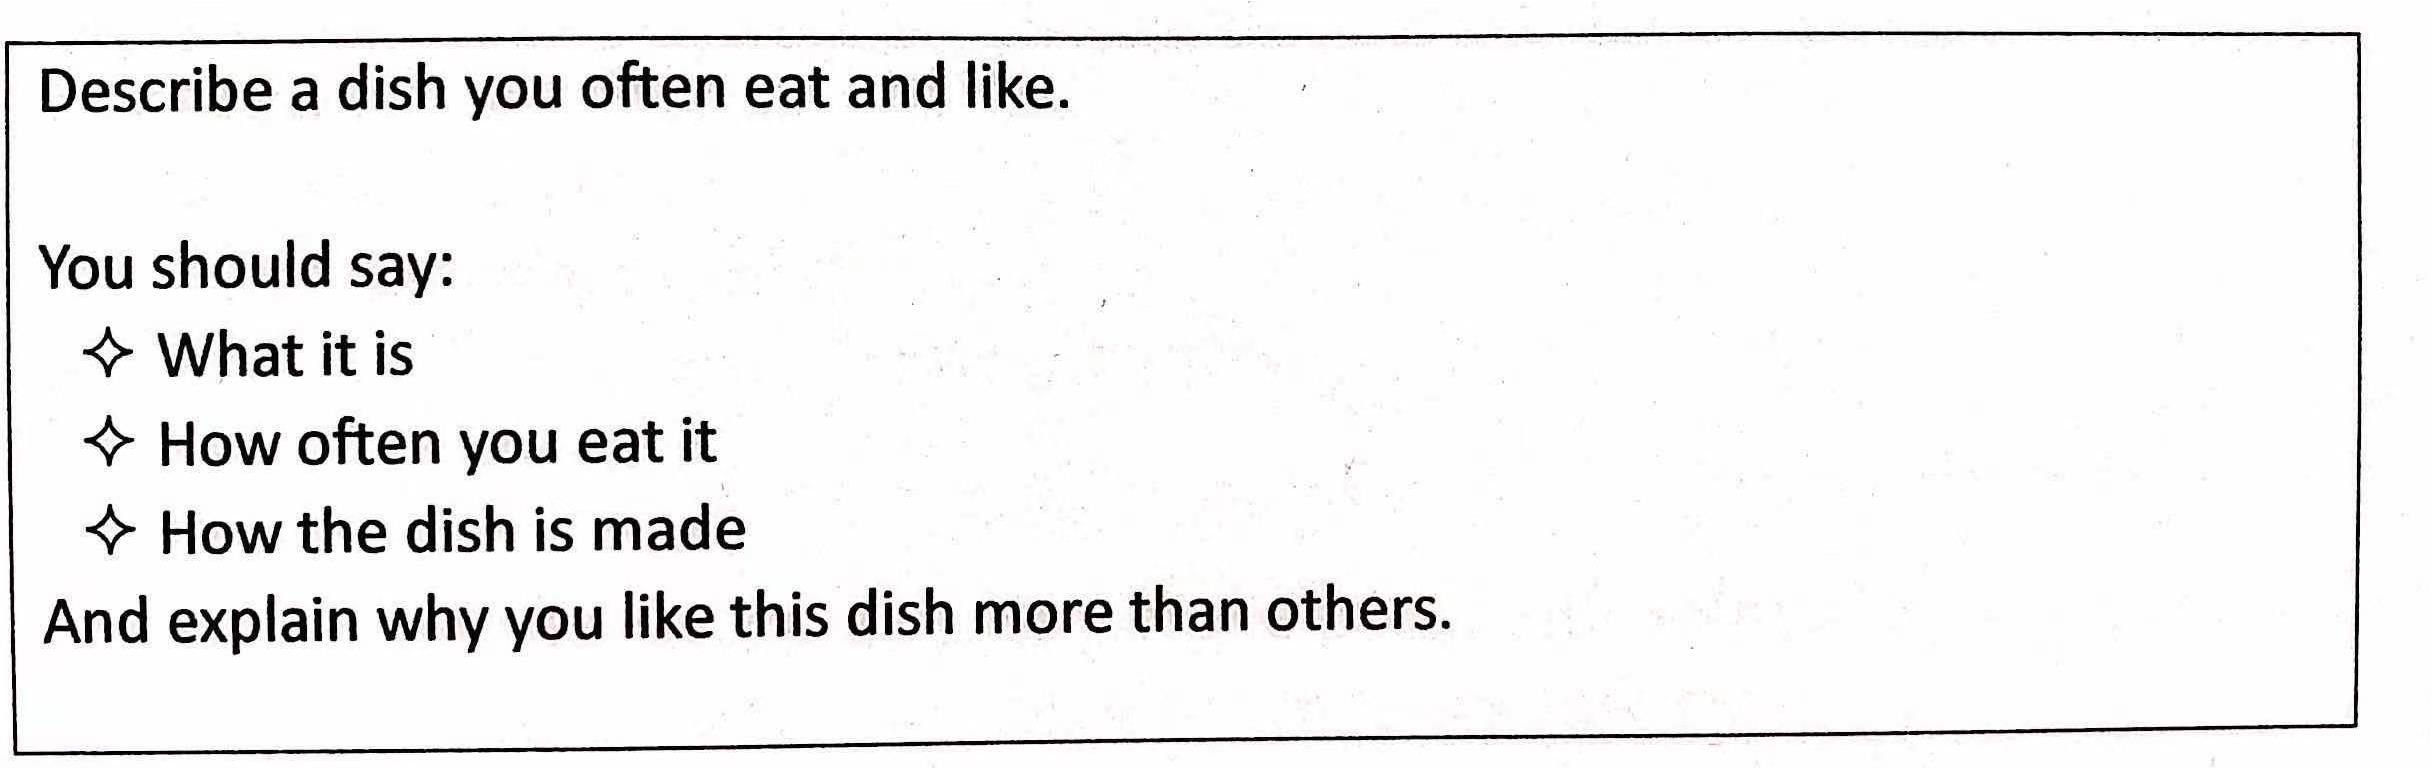 Describe a dish you often eat and like.
You should say:
✧ What it is
✧ How often you eat it
✧ How the dish is made
And explain why you like this dish more than others.